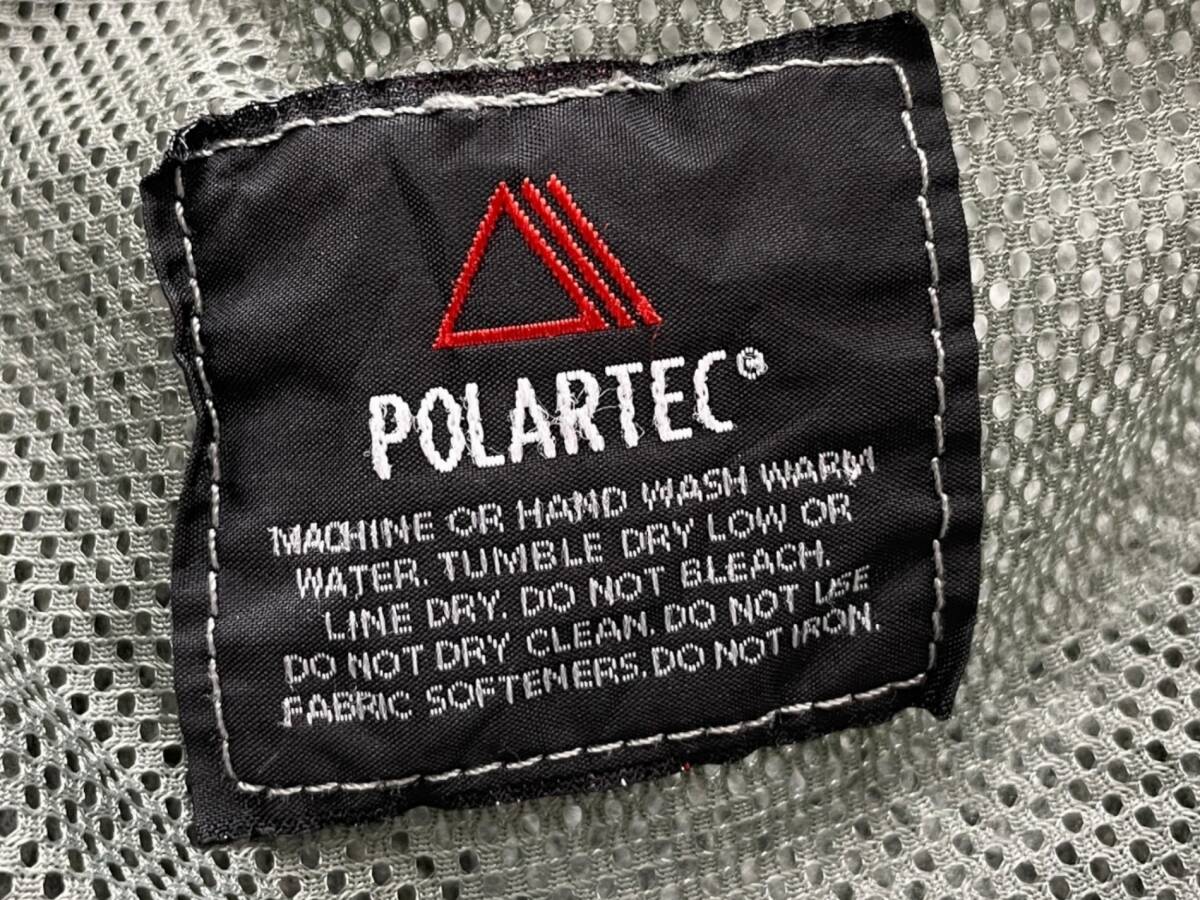 POLARTEC®
MACHINE OR HAND WASH WARM
WATER. TUMBLE DRY LOW OR
LINE DRY. DO NOT BLEACH.
DO NOT DRY CLEAN. DO NOT USE
FABRIC SOFTENERS. DO NOT IRON.